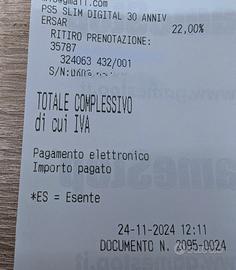 PS5 SLIM DIGITAL 30 ANNIV
ERSAR 22,00%
RITIRO PRENOTAZIONE:
35787
324063 432/001
S/N:
TOTALE COMPLESSIVO
di cui IVA
Pagamento elettronico
Importo pagato
*ES = Esente
24-11-2024 12:11
DOCUMENTO N. 2095-0024